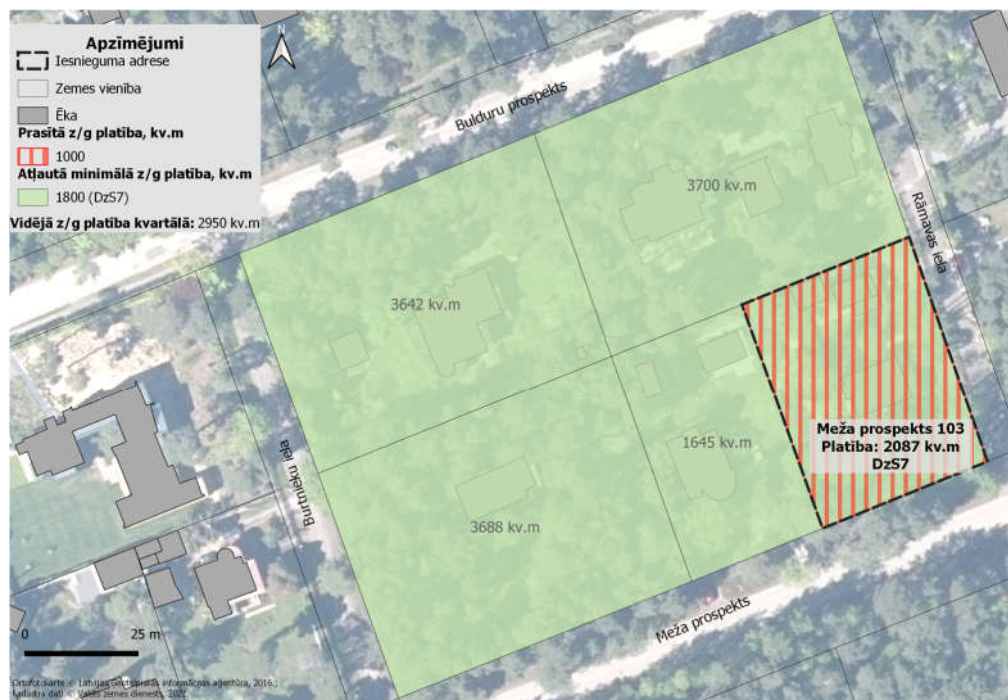 Apzīmējumi
Iesnieguma adrese
Zemes vienība
Ēka
Prasītā z/g platība, kv.m
1000
Atļautā minimālā z/g platība, kv.m
1800 (DzS7)
Vidējā z/g platība kvartālā: 2950 kv.m
N
Bulduru prospekts
3700 kv.m
Rāmavas iela
3642 kv.m
Meža prospekts 103
Platība: 2087 kv.m
DzS7
1645 kv.m
Burtnieku iela
3688 kv.m
Meža prospekts
0 25 m
Ortofotokarte © Latvijas Ģeotelpiskās informācijas aģentūra, 2016.;
Kadastra dati © Valsts zemes dienests,